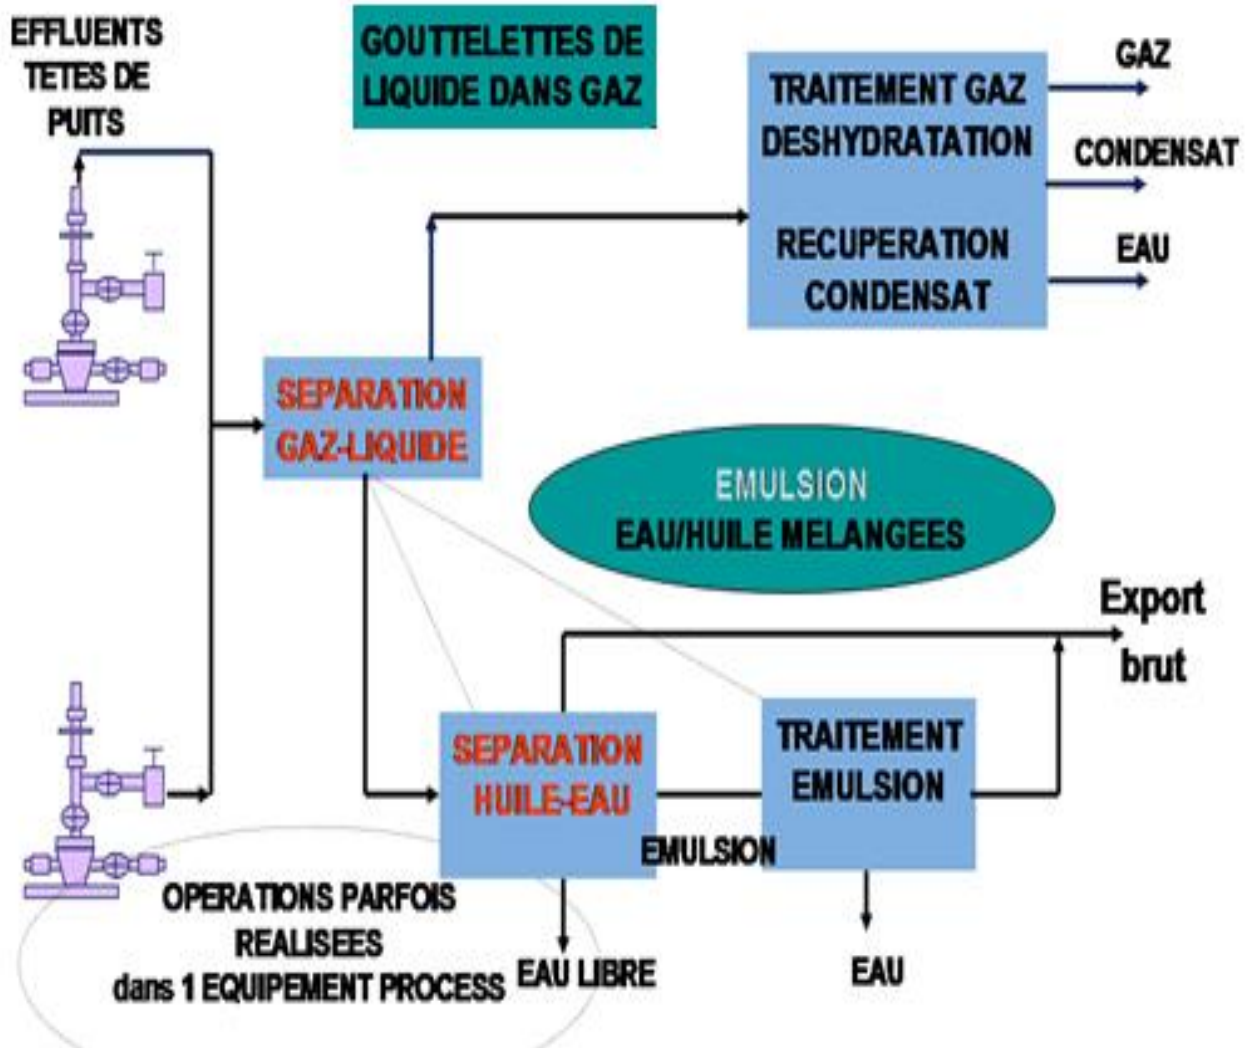 EFFLUENTS
TETES DE
PUITS
GOUTTELETTES DE
LIQUIDE DANS GAZ
TRAITEMENT GAZ
DESHYDRATATION
RECUPERATION
CONDENSAT
GAZ
CONDENSAT
EAU
SEPARATION
GAZ-LIQUIDE
EMULSION
EAU/HUILE MELANGEES
Export
brut
SEPARATION
HUILE-EAU
EMULSION
TRAITEMENT
EMULSION
OPERATIONS PARFOIS
REALISEES
dans 1 EQUIPEMENT PROCESS
EAU LIBRE
EAU